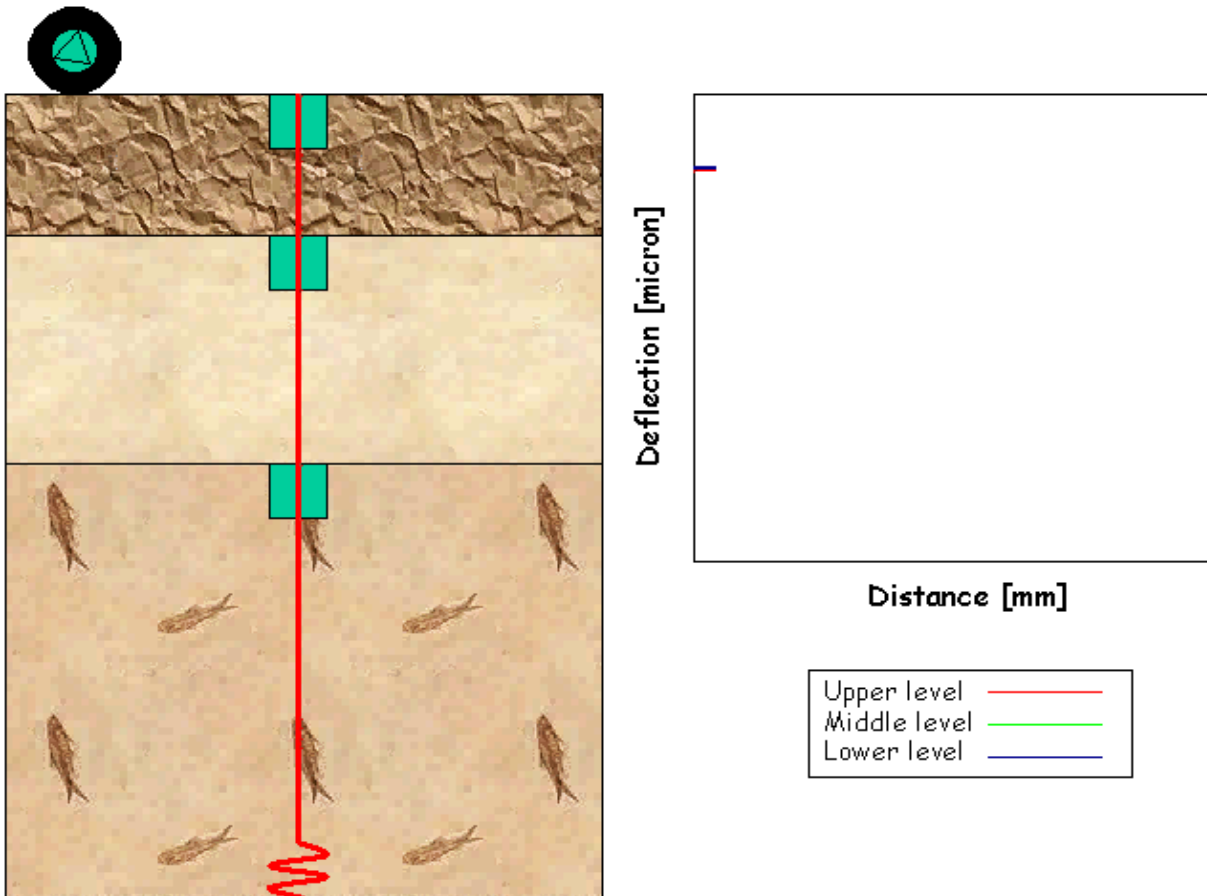 Deflection [micron]
Distance [mm]
Upper level
Middle level
Lower level